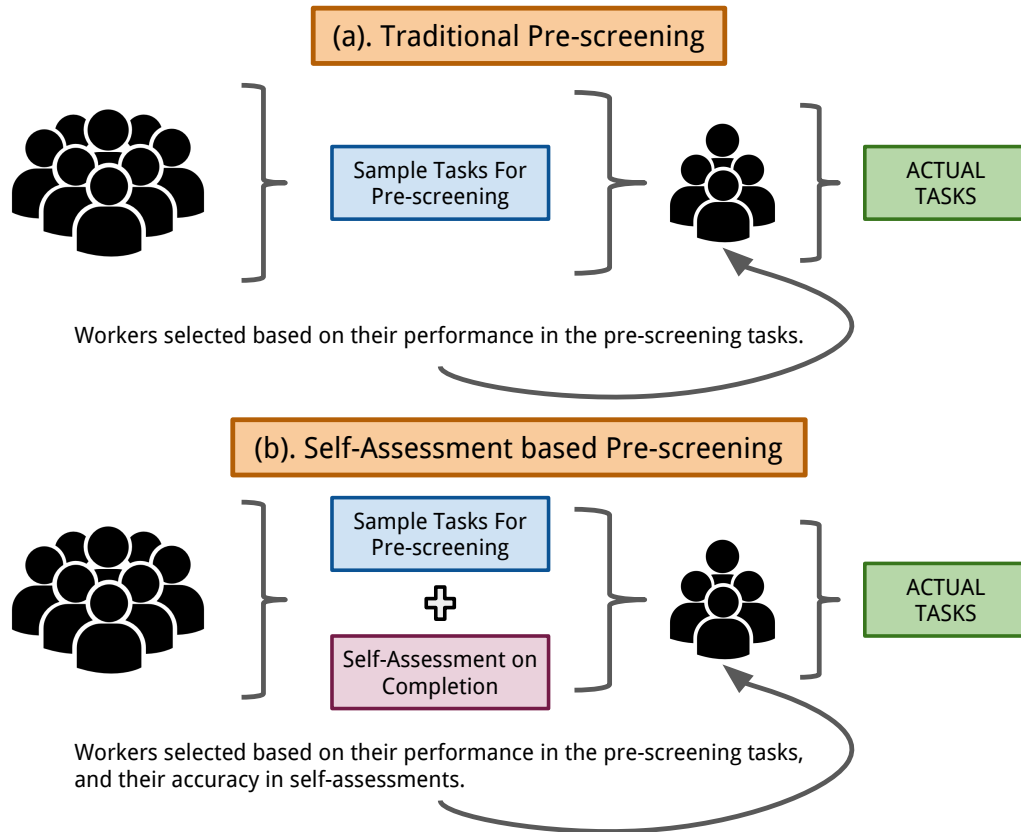 (a). Traditional Pre-screening
Sample Tasks For
Pre-screening
ACTUAL
TASKS
Workers selected based on their performance in the pre-screening tasks.
(b). Self-Assessment based Pre-screening
Sample Tasks For
Pre-screening
Self-Assessment on
Completion
ACTUAL
TASKS
Workers selected based on their performance in the pre-screening tasks,
and their accuracy in self-assessments.